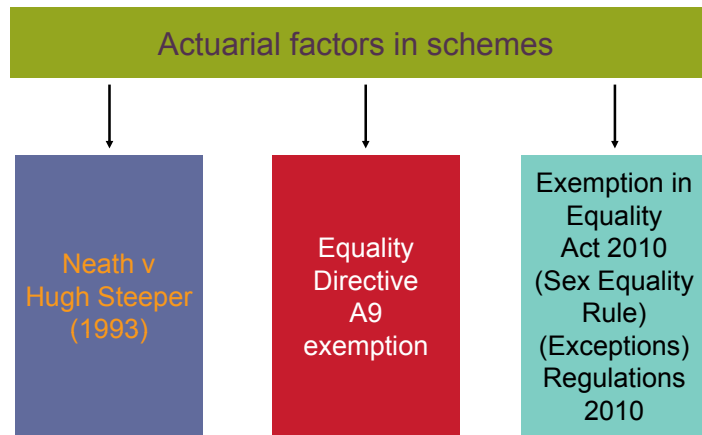 Actuarial factors in schemes
Neath v
Hugh Steeper
(1993)
Equality
Directive
A9
exemption
Exemption in
Equality
Act 2010
(Sex Equality
Rule)
(Exceptions)
Regulations
2010